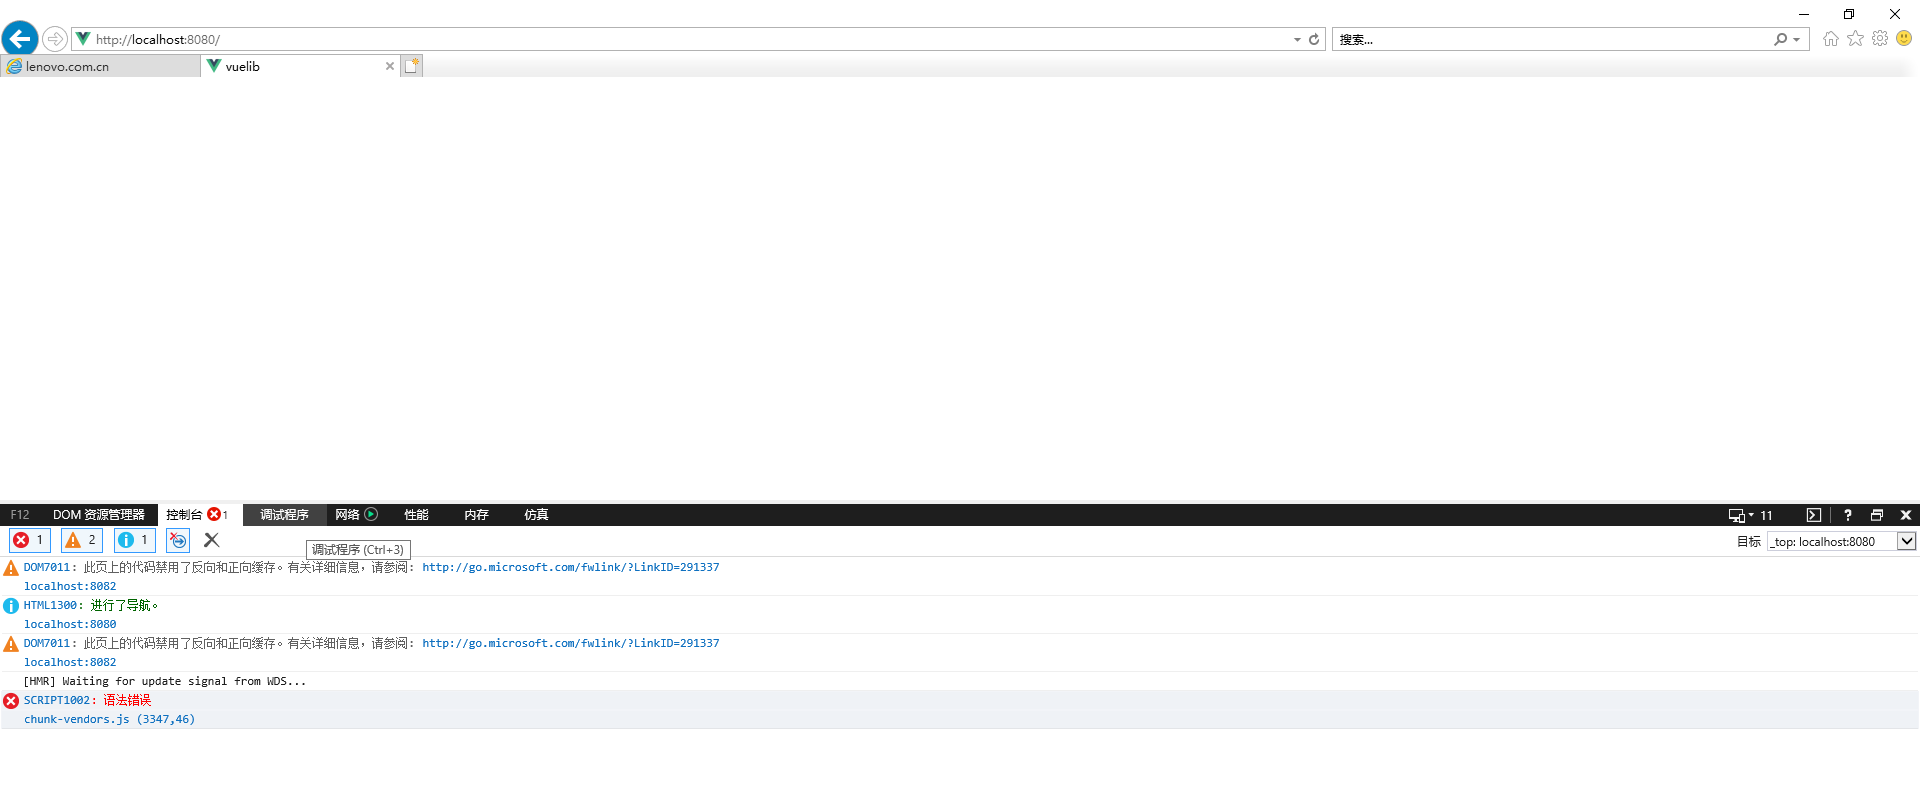 http://localhost:8080/
搜索...
lenovo.com.cn
vuelib
F12 DOM 资源管理器 控制台 1 调试程序 网络 性能 内存 仿真 11
1 2 1
调试程序 (Ctrl+3)
目标 _top: localhost:8080
DOM7011: 此页上的代码禁用了反向和正向缓存。有关详细信息，请参阅: http://go.microsoft.com/fwlink/?LinkID=291337
localhost:8082
HTML1300: 进行了导航。
localhost:8080
DOM7011: 此页上的代码禁用了反向和正向缓存。有关详细信息，请参阅: http://go.microsoft.com/fwlink/?LinkID=291337
localhost:8082
[HMR] Waiting for update signal from WDS...
SCRIPT1002: 语法错误
chunk-vendors.js (3347,46)